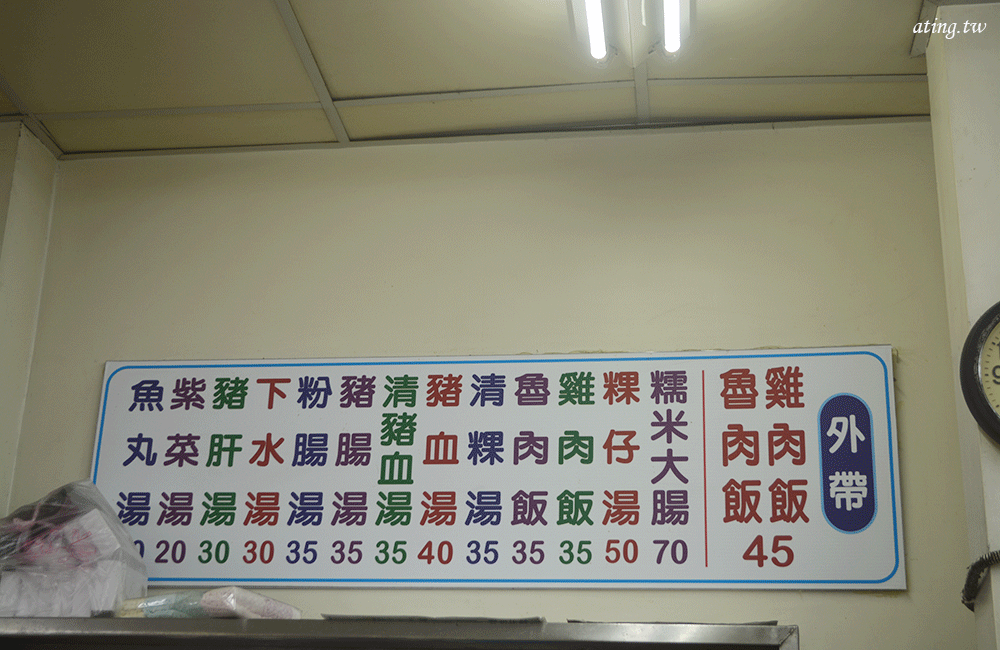 ating.tw
外帶
雞肉飯
魯肉飯
45
糯米大腸 70
粿仔湯 50
雞肉飯 35
魯肉飯 35
清粿湯 35
豬血湯 40
清豬血湯 35
豬腸湯 35
粉腸湯 35
下水湯 30
豬肝湯 30
紫菜湯 20
魚丸湯